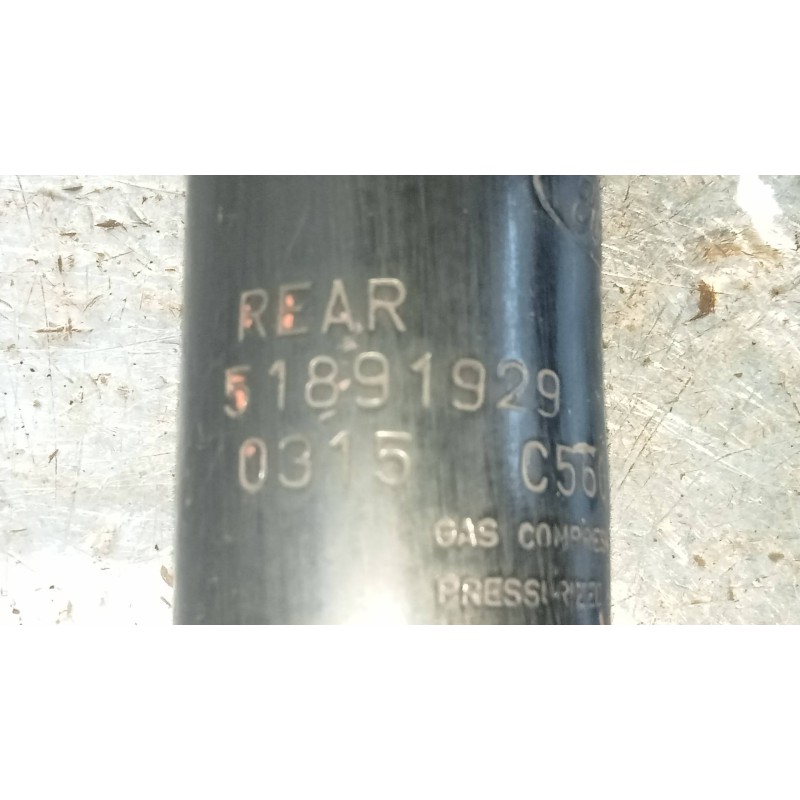 REAR
51891929
0315 C56
GAS COMPRES
PRESSURIZED